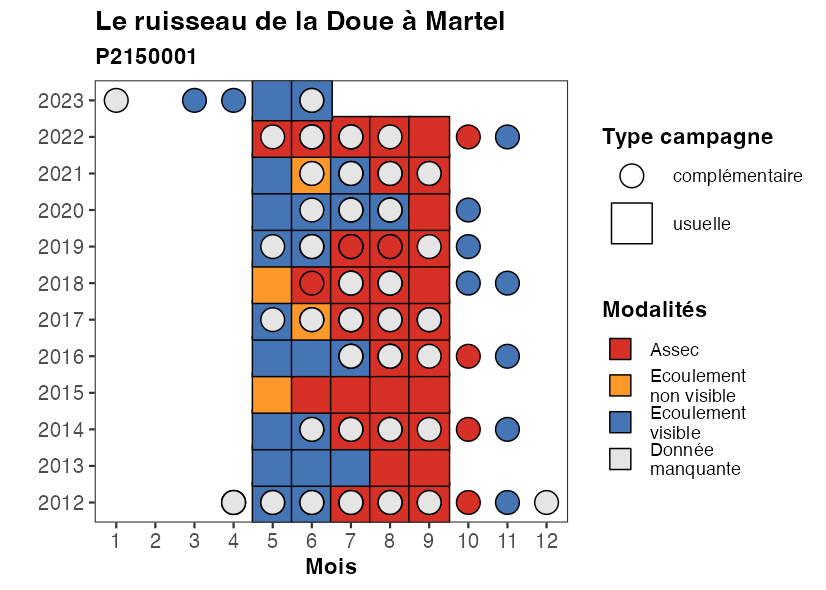 Le ruisseau de la Doue à Martel
P2150001
2023
2022
2021
2020
2019
2018
2017
2016
2015
2014
2013
2012
1 2 3 4 5 6 7 8 9 10 11 12
Mois
Type campagne
complémentaire
usuelle
Modalités
Assec
Ecoulement
non visible
Ecoulement
visible
Donnée
manquante